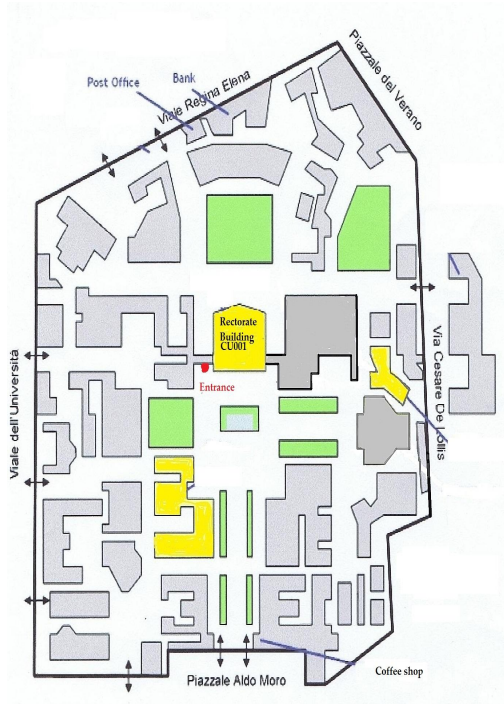 Post Office
Bank
Viale Regina Elena
Piazzale del Verano
Rectorate
Building
CU001
Entrance
Via Cesare De Lollis
Viale dell'Università
Piazzale Aldo Moro
Coffee shop